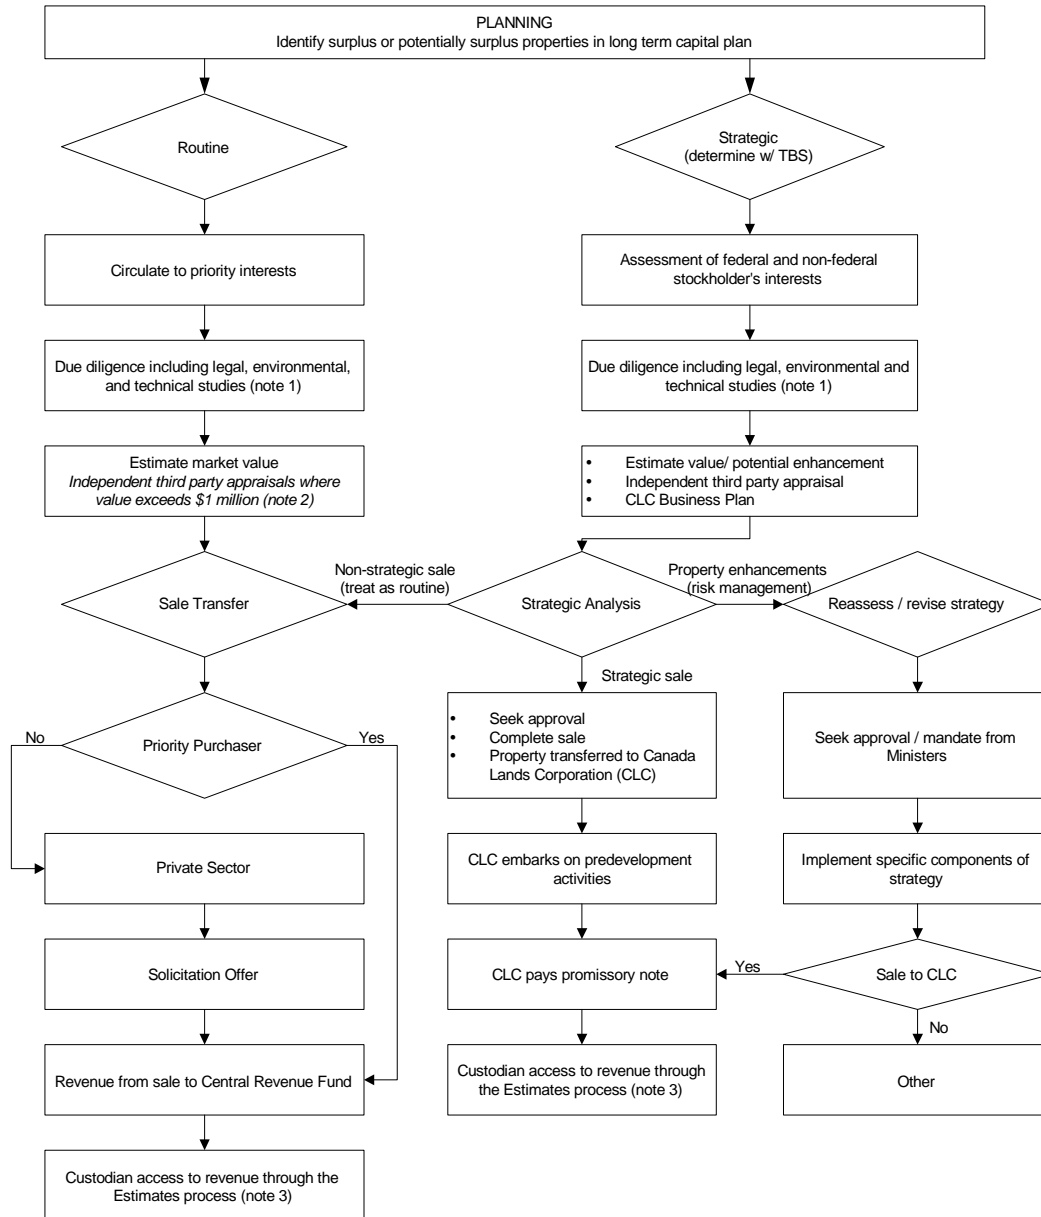 PLANNING
Identify surplus or potentially surplus properties in long term capital plan
Routine
Strategic
(determine w/ TBS)
Circulate to priority interests
Assessment of federal and non-federal
stockholder's interests
Due diligence including legal, environmental,
and technical studies (note 1)
Due diligence including legal, environmental and
technical studies (note 1)
Estimate market value
Independent third party appraisals where
value exceeds $1 million (note 2)
• Estimate value/ potential enhancement
• Independent third party appraisal
• CLC Business Plan
Sale Transfer
Non-strategic sale
(treat as routine)
Strategic Analysis
Property enhancements
(risk management)
Reassess / revise strategy
Strategic sale
No
Priority Purchaser
Yes
• Seek approval
• Complete sale
• Property transferred to Canada
Lands Corporation (CLC)
Seek approval / mandate from
Ministers
Private Sector
CLC embarks on predevelopment
activities
Implement specific components of
strategy
Solicitation Offer
CLC pays promissory note
Yes
Sale to CLC
No
Revenue from sale to Central Revenue Fund
Custodian access to revenue through
the Estimates process (note 3)
Other
Custodian access to revenue through the
Estimates process (note 3)